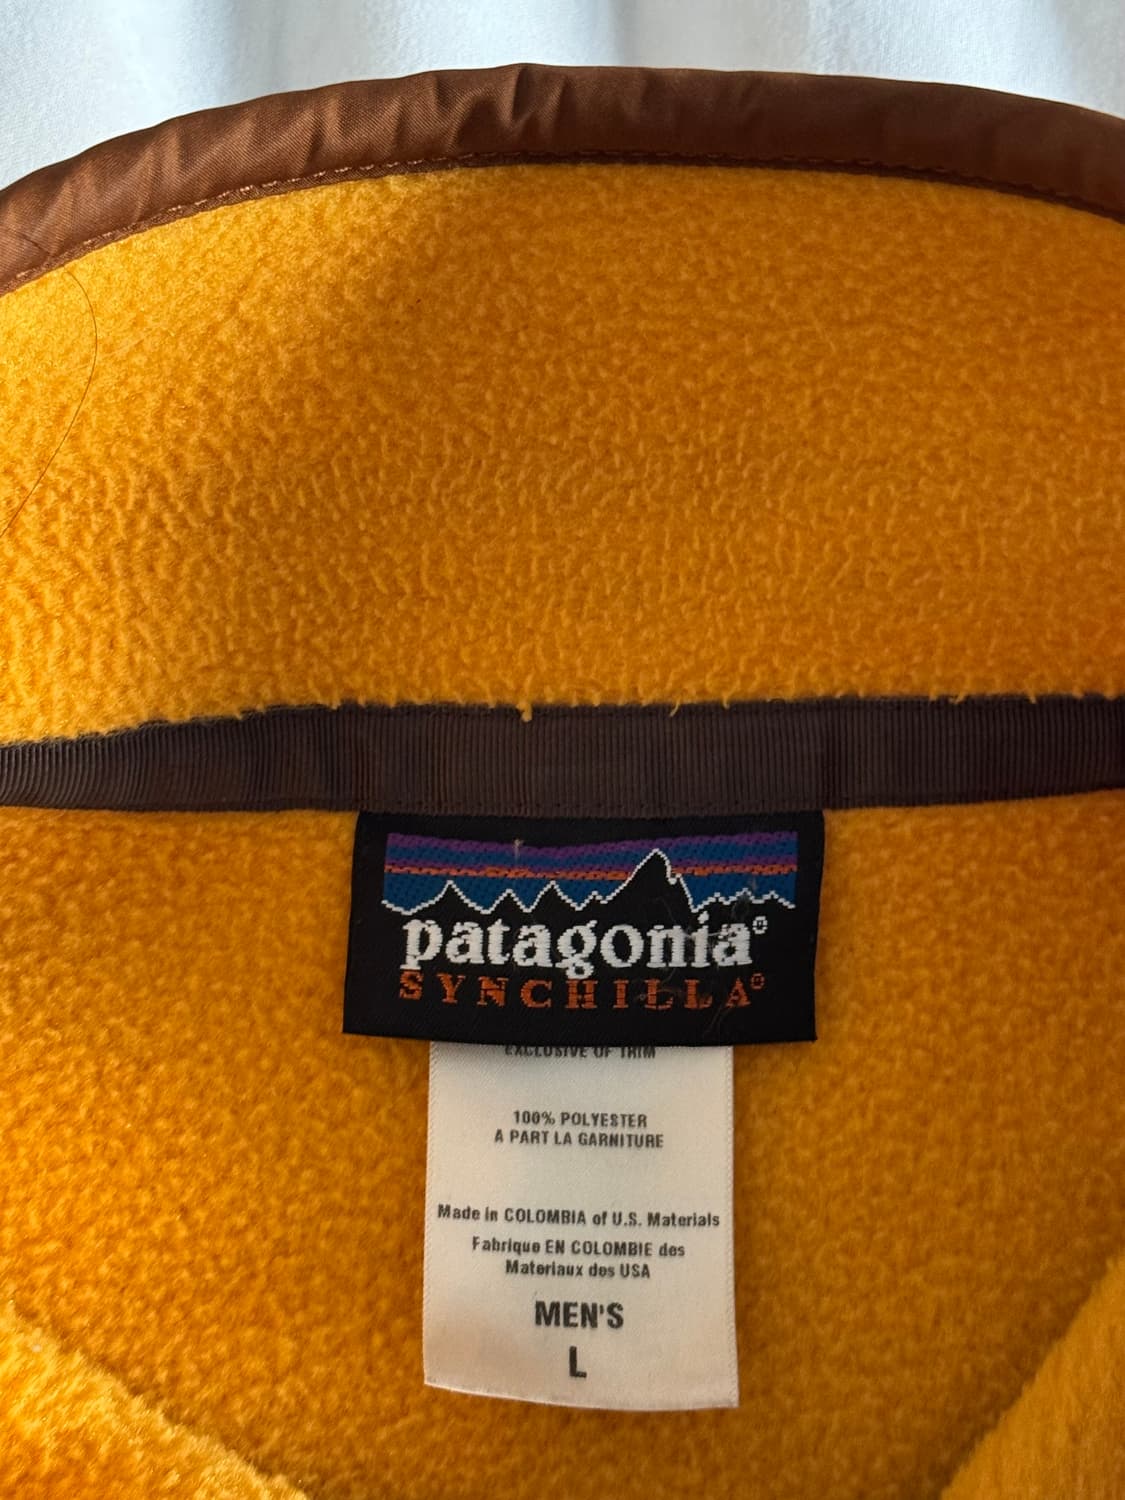 patagonia®
SYNCHILLA®
EXCLUSIVE OF TRIM
100% POLYESTER
A PART LA GARNITURE
Made in COLOMBIA of U.S. Materials
Fabrique EN COLOMBIE des
Materiaux des USA
MEN'S
L